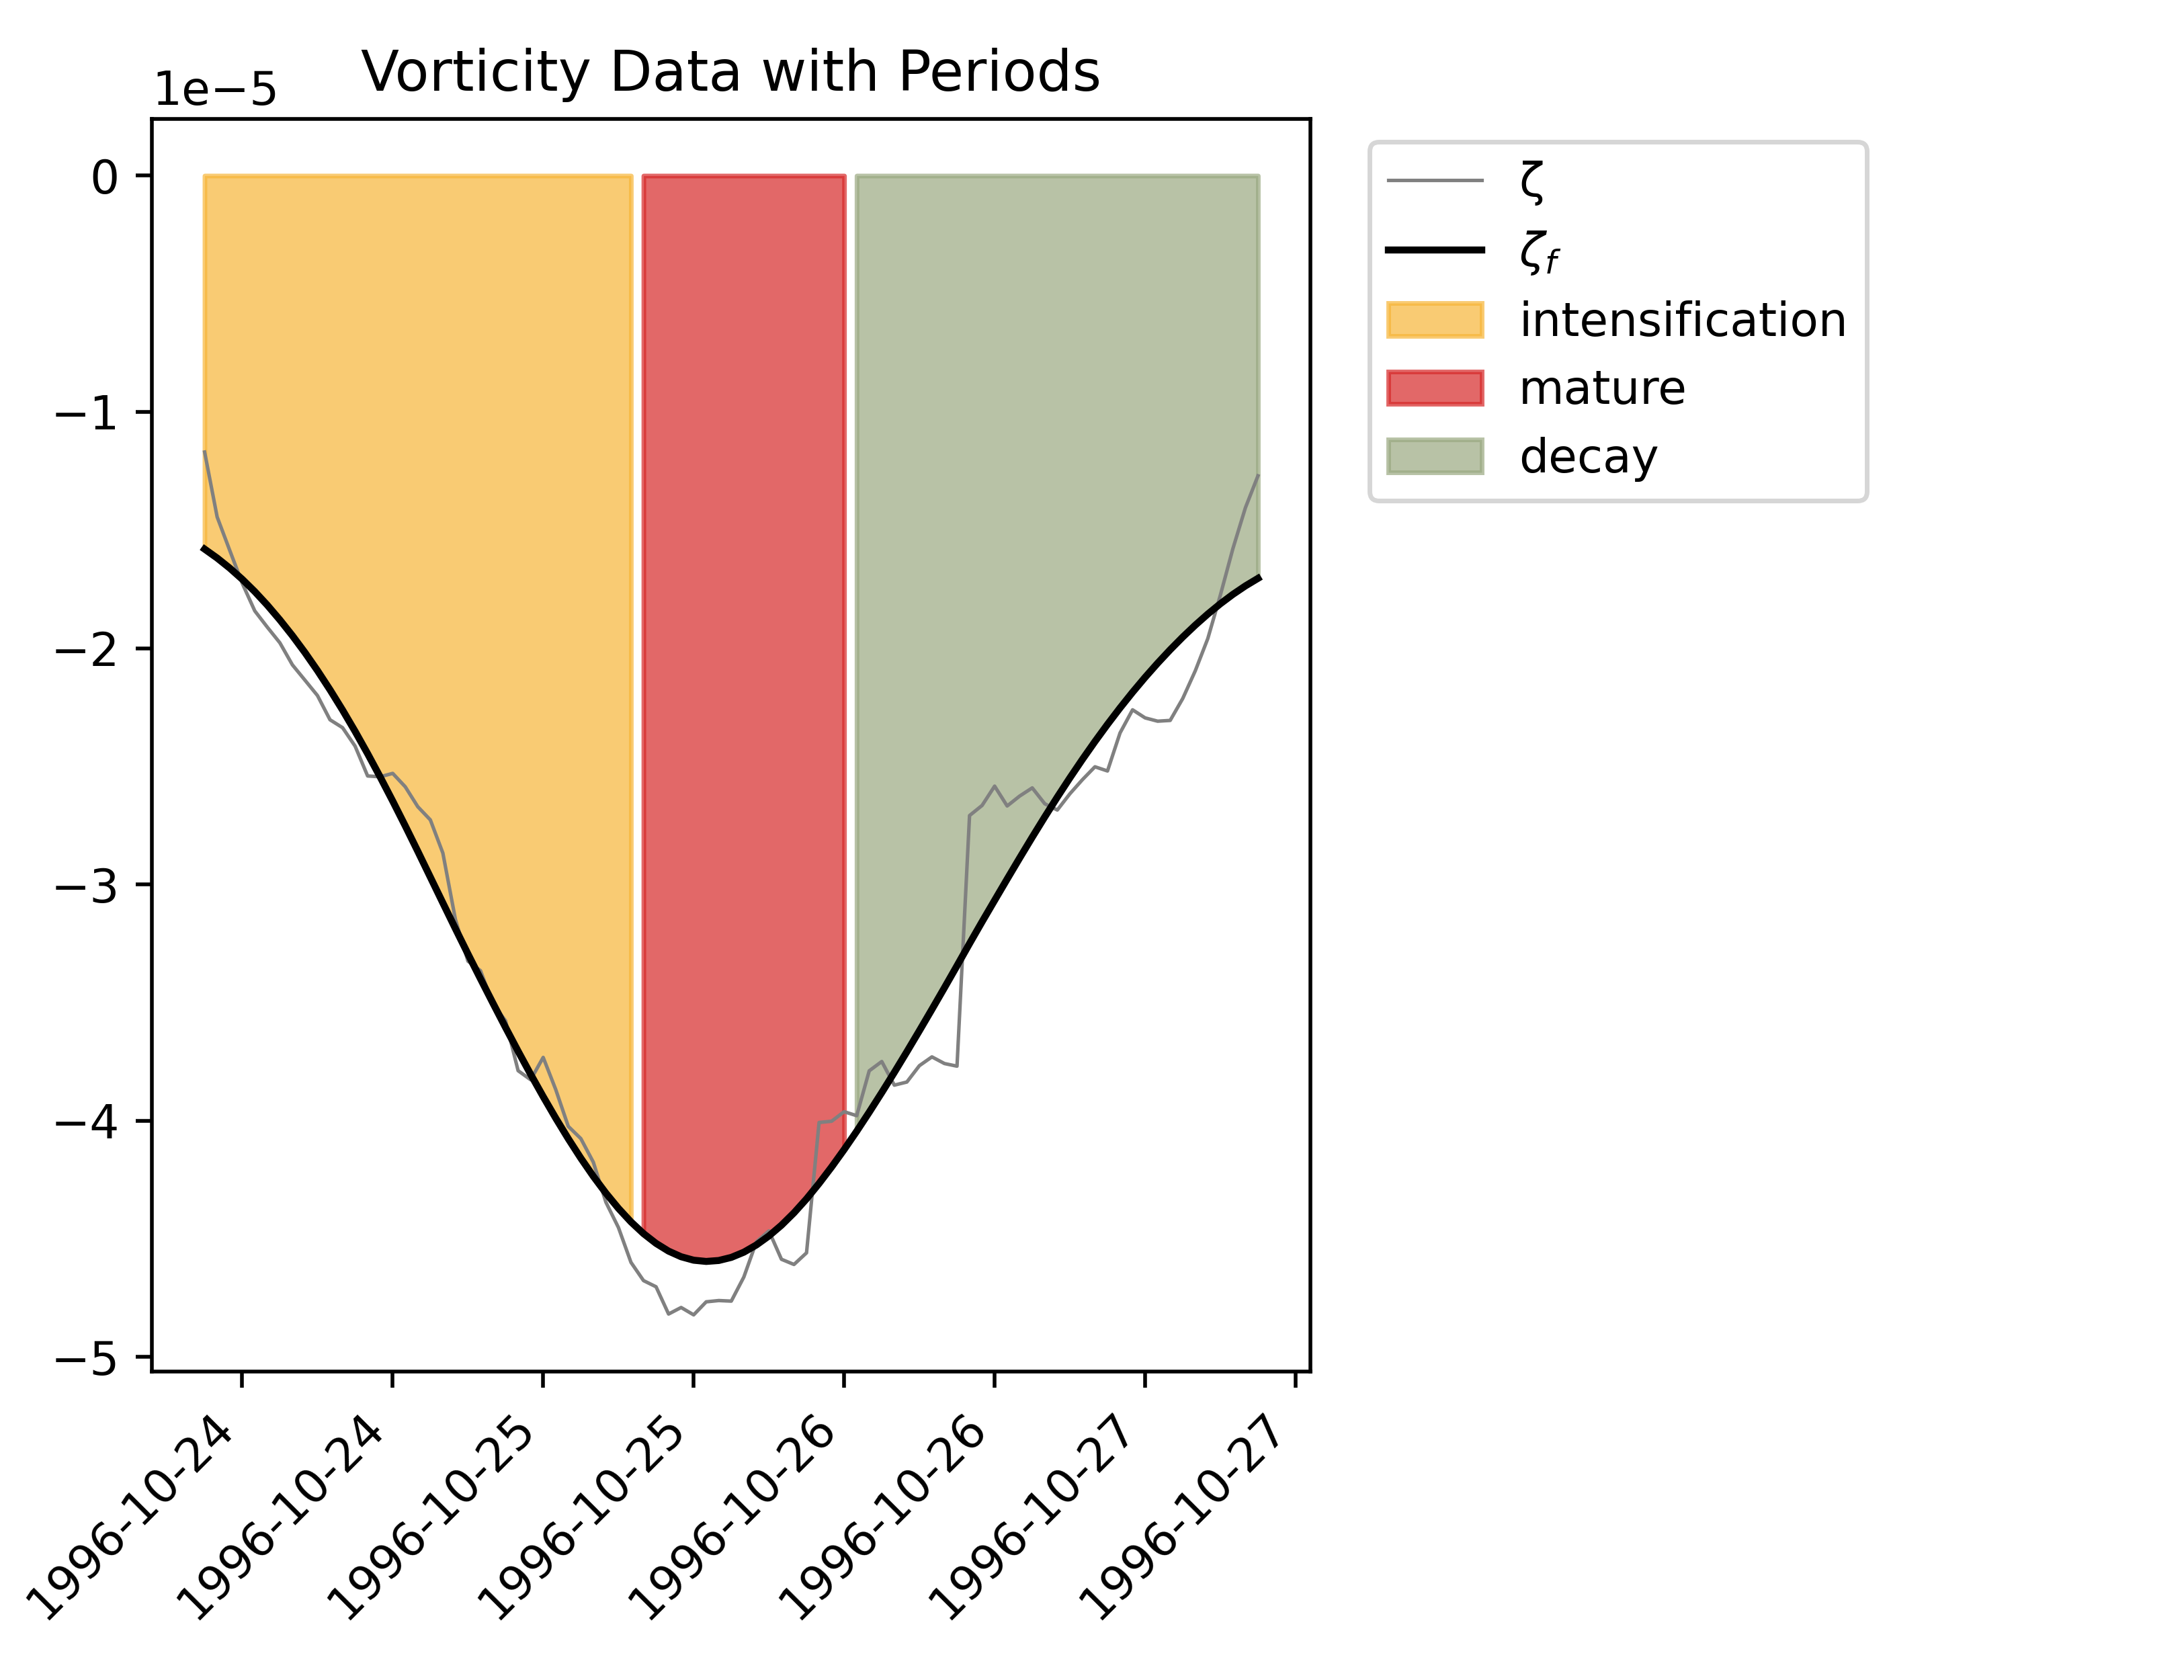 Vorticity Data with Periods
1e−5
0
−1
−2
−3
−4
−5
1996-10-24
1996-10-24
1996-10-25
1996-10-25
1996-10-26
1996-10-26
1996-10-27
1996-10-27
ζ
ζf
intensification
mature
decay